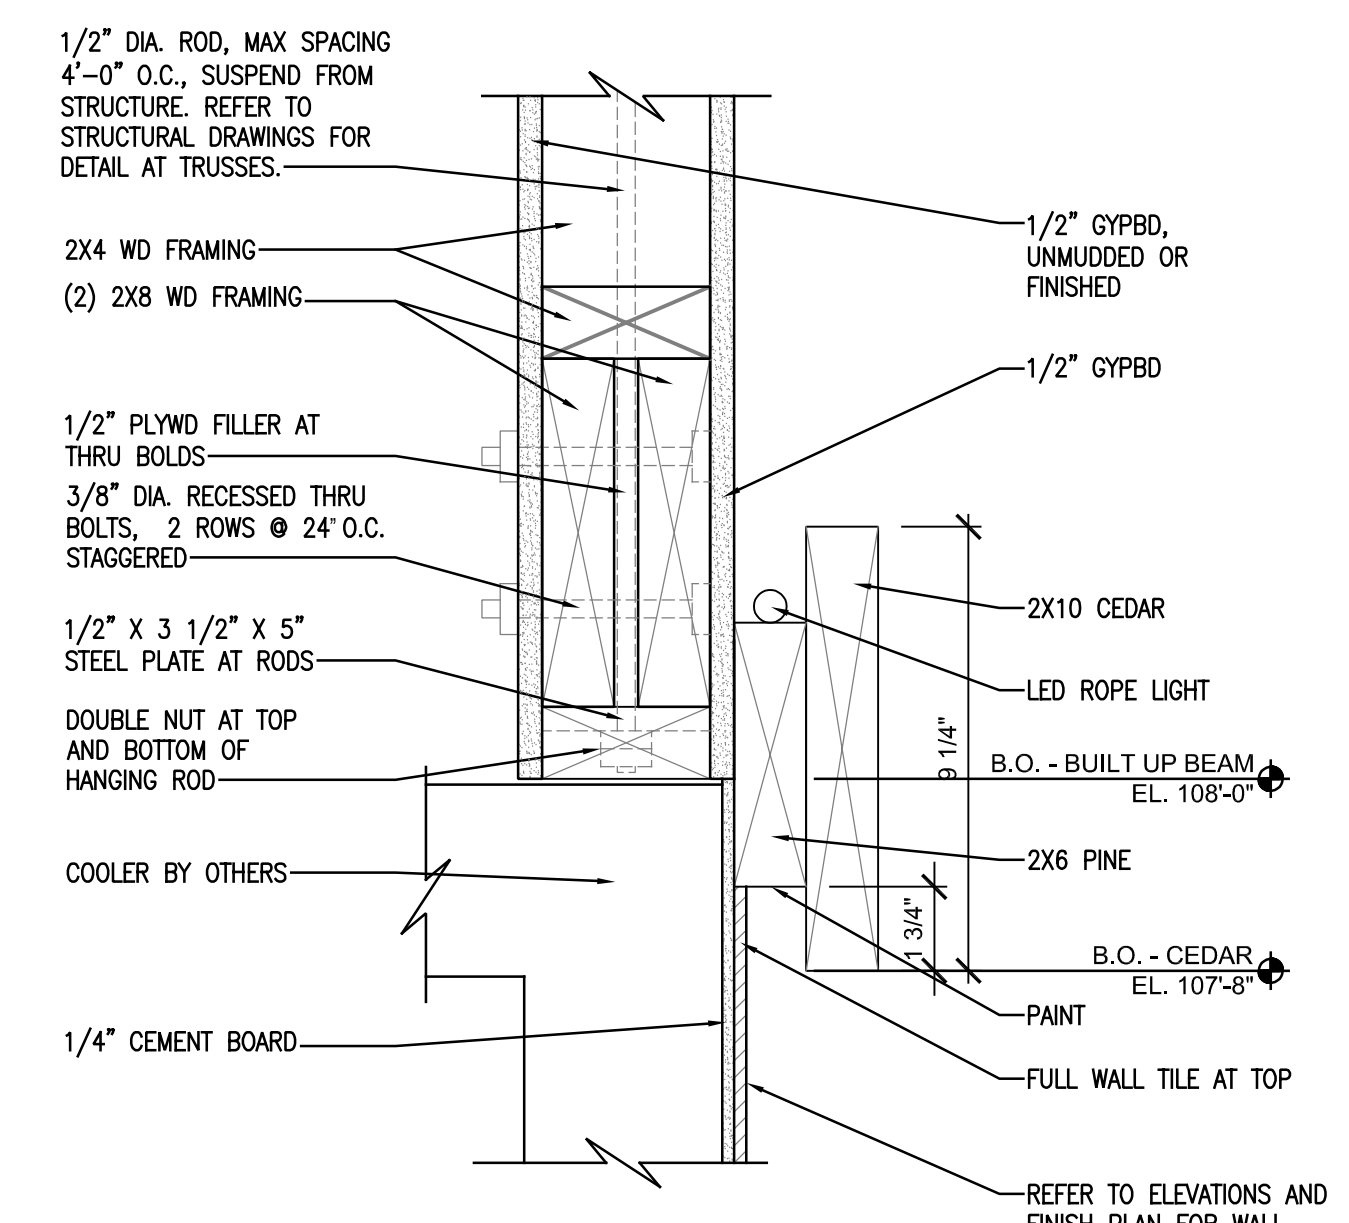 1/2" DIA. ROD, MAX SPACING
4'-0" O.C., SUSPEND FROM
STRUCTURE. REFER TO
STRUCTURAL DRAWINGS FOR
DETAIL AT TRUSSES.
2X4 WD FRAMING
(2) 2X8 WD FRAMING
1/2" PLYWD FILLER AT
THRU BOLDS
3/8" DIA. RECESSED THRU
BOLTS, 2 ROWS @ 24" O.C.
STAGGERED
1/2" X 3 1/2" X 5"
STEEL PLATE AT RODS
DOUBLE NUT AT TOP
AND BOTTOM OF
HANGING ROD
COOLER BY OTHERS
1/4" CEMENT BOARD
1/2" GYPBD,
UNMUDDED OR
FINISHED
1/2" GYPBD
2X10 CEDAR
LED ROPE LIGHT
9 1/4"
B.O. - BUILT UP BEAM
EL. 108'-0"
2X6 PINE
1 3/4"
B.O. - CEDAR
EL. 107'-8"
PAINT
FULL WALL TILE AT TOP
REFER TO ELEVATIONS AND
FINISH PLAN FOR WALL